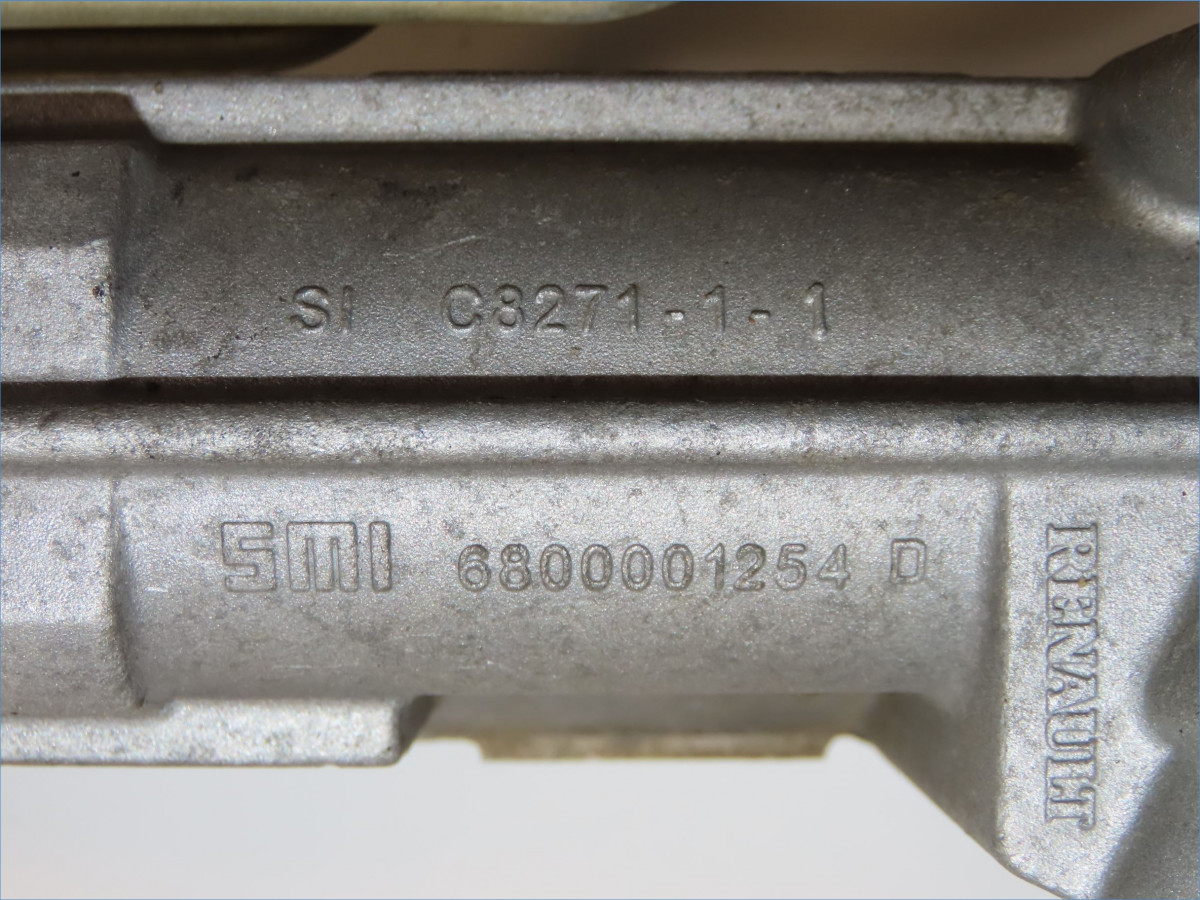 SI C8271-1-1
SMI 6800001254 D
RENAULT